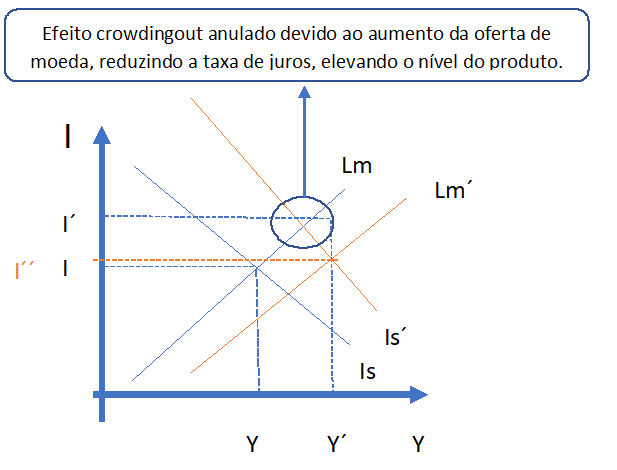 Efeito crowdingout anulado devido ao aumento da oferta de
moeda, reduzindo a taxa de juros, elevando o nível do produto.
I
Lm
Lm´
I´
I´´
I
Is´
Is
Y
Y´
Y